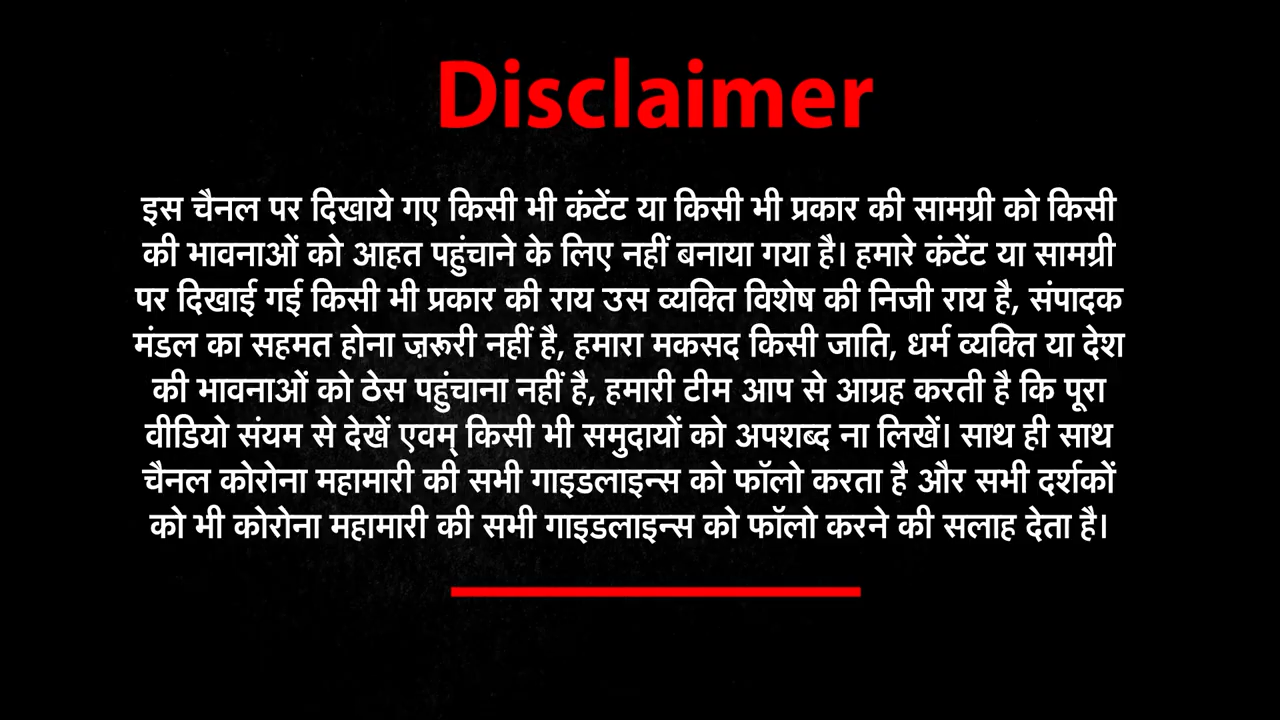 Disclaimer
इस चैनल पर दिखाये गए किसी भी कंटेंट या किसी भी प्रकार की सामग्री को किसी
की भावनाओं को आहत पहुंचाने के लिए नहीं बनाया गया है। हमारे कंटेंट या सामग्री
पर दिखाई गई किसी भी प्रकार की राय उस व्यक्ति विशेष की निजी राय है, संपादक
मंडल का सहमत होना ज़रूरी नहीं है, हमारा मकसद किसी जाति, धर्म व्यक्ति या देश
की भावनाओं को ठेस पहुंचाना नहीं है, हमारी टीम आप से आग्रह करती है कि पूरा
वीडियो संयम से देखें एवम् किसी भी समुदायों को अपशब्द ना लिखें। साथ ही साथ
चैनल कोरोना महामारी की सभी गाइडलाइन्स को फॉलो करता है और सभी दर्शकों
को भी कोरोना महामारी की सभी गाइडलाइन्स को फॉलो करने की सलाह देता है।